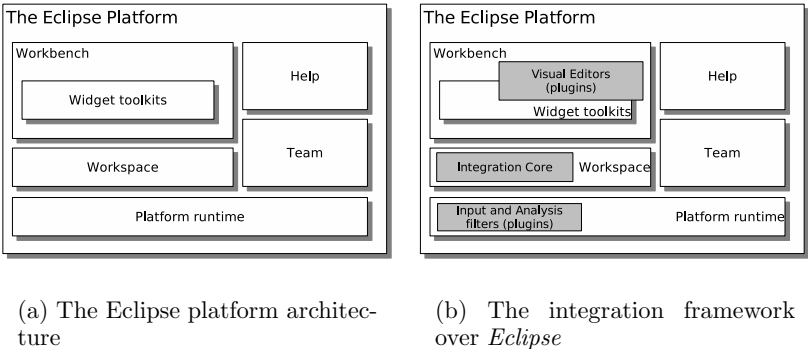 The Eclipse Platform
Workbench
Widget toolkits
Help
Team
Workspace
Platform runtime
The Eclipse Platform
Workbench
Visual Editors
(plugins)
Widget toolkits
Help
Team
Integration Core
Workspace
Input and Analysis
filters (plugins)
Platform runtime
(a) The Eclipse platform architec-
ture
(b) The integration framework
over Eclipse